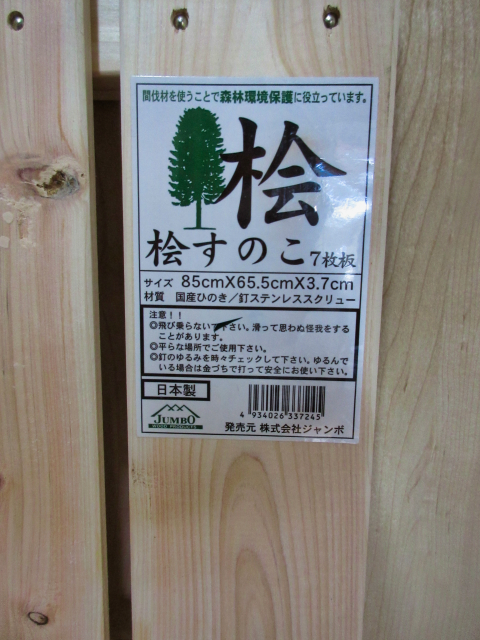 間伐材を使うことで森林環境保護に役立っています。
桧
桧すのこ7枚板
サイズ 85cmX65.5cmX3.7cm
材質 国産ひのき／釘ステンレススクリュー
注意！！
◎飛び乗らない下さい。滑って思わぬ怪我をする
ことがあります。
◎平らな場所でご使用下さい。
◎釘のゆるみを時々チェックして下さい。ゆるんで
いる場合は金づちで打って安全にお使い下さい。
日本製
JUMBO
WOOD PRODUCTS
4 934026 337245
発売元 株式会社ジャンボ